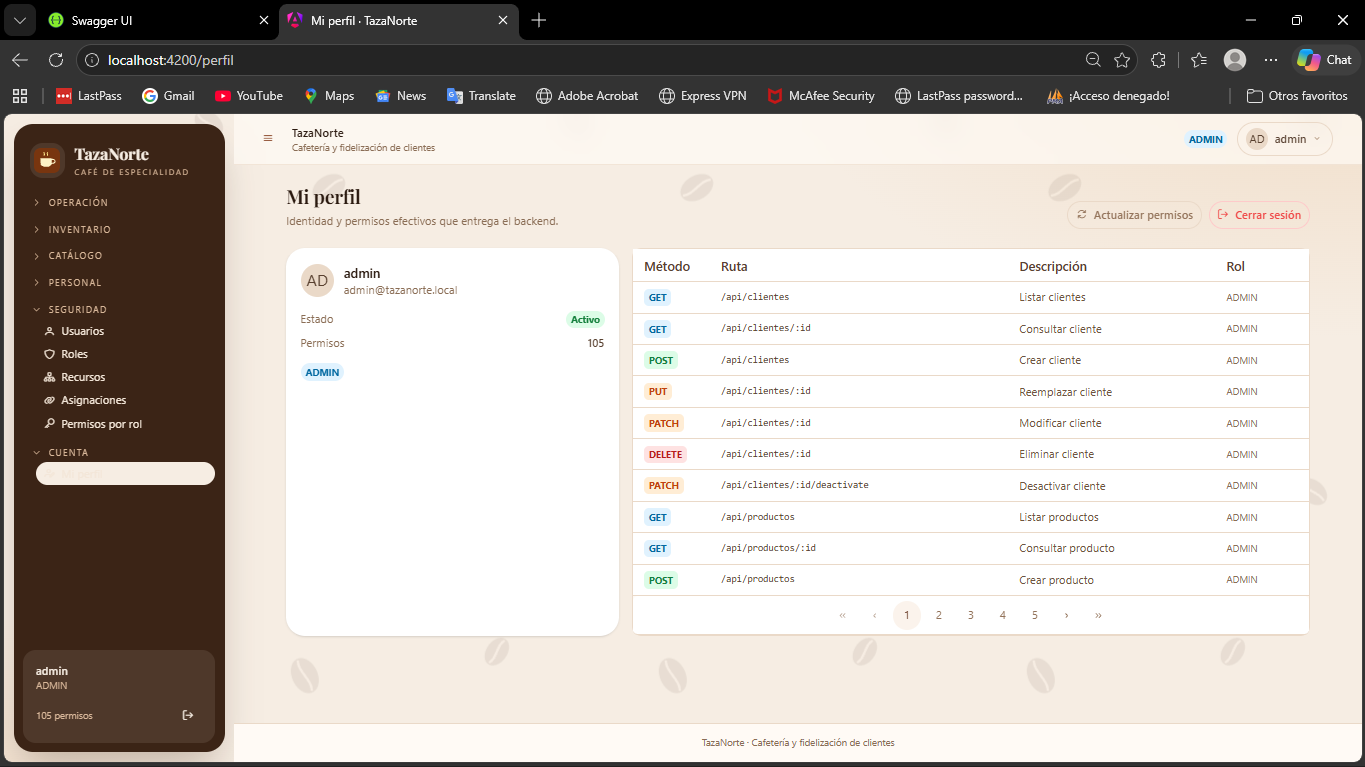 Swagger UI
Mi perfil · TazaNorte
localhost:4200/perfil
Chat
LastPass
Gmail
YouTube
Maps
News
Translate
Adobe Acrobat
Express VPN
McAfee Security
LastPass password...
¡Acceso denegado!
Otros favoritos
TazaNorte
CAFÉ DE ESPECIALIDAD
OPERACIÓN
INVENTARIO
CATÁLOGO
PERSONAL
SEGURIDAD
Usuarios
Roles
Recursos
Asignaciones
Permisos por rol
CUENTA
Mi perfil
admin
ADMIN
105 permisos
TazaNorte
Cafetería y fidelización de clientes
ADMIN
AD admin
Mi perfil
Identidad y permisos efectivos que entrega el backend.
Actualizar permisos
Cerrar sesión
AD
admin
admin@tazanorte.local
Estado Activo
Permisos 105
ADMIN
Método Ruta Descripción Rol
GET /api/clientes Listar clientes ADMIN
GET /api/clientes/:id Consultar cliente ADMIN
POST /api/clientes Crear cliente ADMIN
PUT /api/clientes/:id Reemplazar cliente ADMIN
PATCH /api/clientes/:id Modificar cliente ADMIN
DELETE /api/clientes/:id Eliminar cliente ADMIN
PATCH /api/clientes/:id/deactivate Desactivar cliente ADMIN
GET /api/productos Listar productos ADMIN
GET /api/productos/:id Consultar producto ADMIN
POST /api/productos Crear producto ADMIN
« ‹ 1 2 3 4 5 › »
TazaNorte · Cafetería y fidelización de clientes